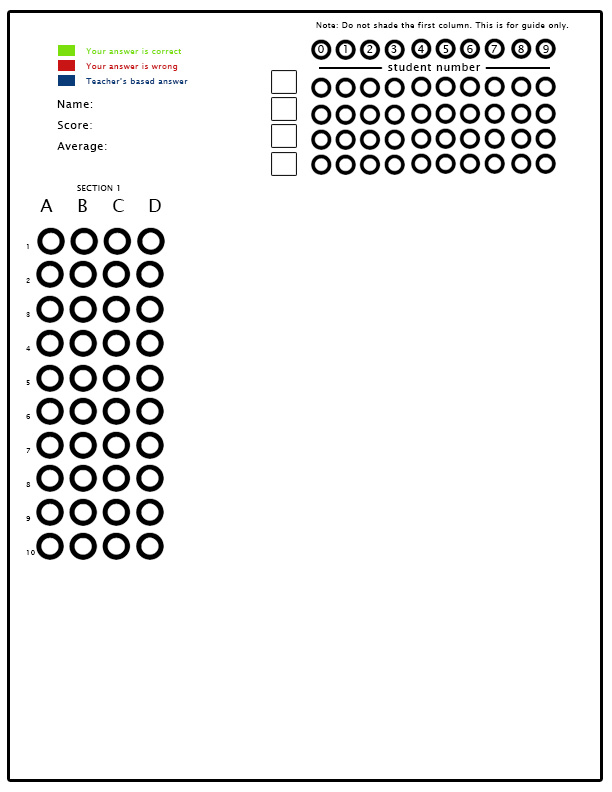 Note: Do not shade the first column. This is for guide only.
0 1 2 3 4 5 6 7 8 9
student number
Your answer is correct
Your answer is wrong
Teacher's based answer
Name:
Score:
Average:
SECTION 1
A B C D
1
2
3
4
5
6
7
8
9
10